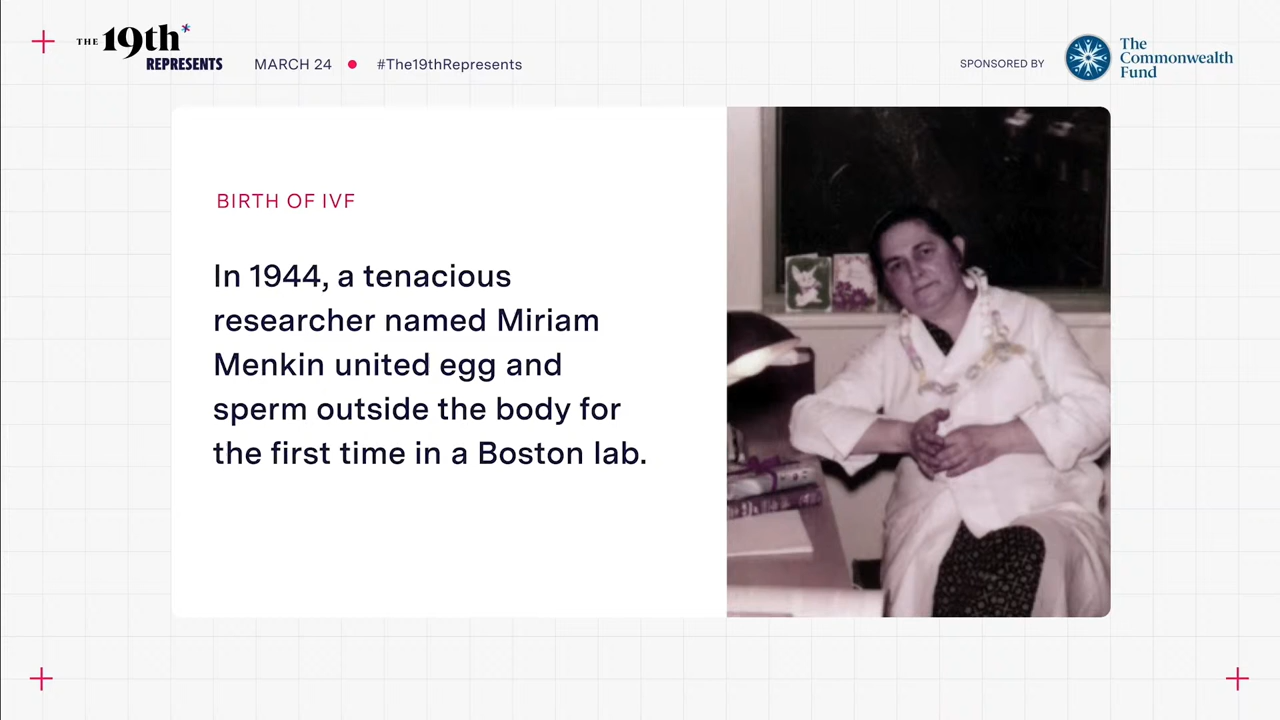 THE 19th*
REPRESENTS
MARCH 24 ● #The19thRepresents
SPONSORED BY
The
Commonwealth
Fund
BIRTH OF IVF
In 1944, a tenacious
researcher named Miriam
Menkin united egg and
sperm outside the body for
the first time in a Boston lab.